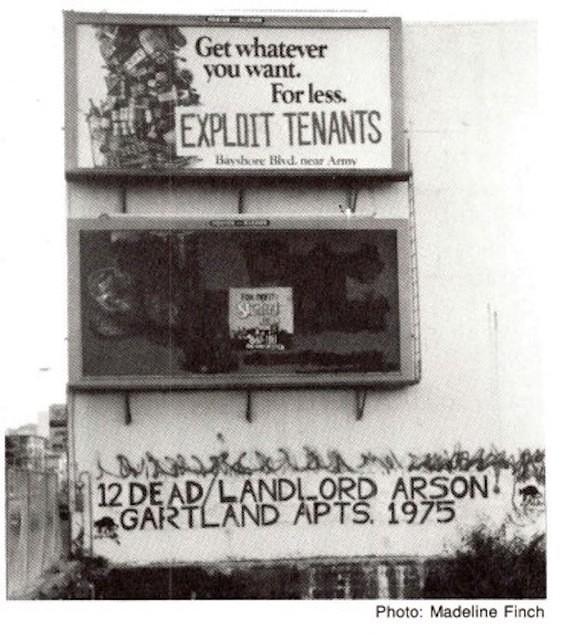 Get whatever
you want.
For less.
EXPLOIT TENANTS
Bayshore Blvd. near Army
12 DEAD/LANDLORD ARSON
GARTLAND APTS. 1975
Photo: Madeline Finch